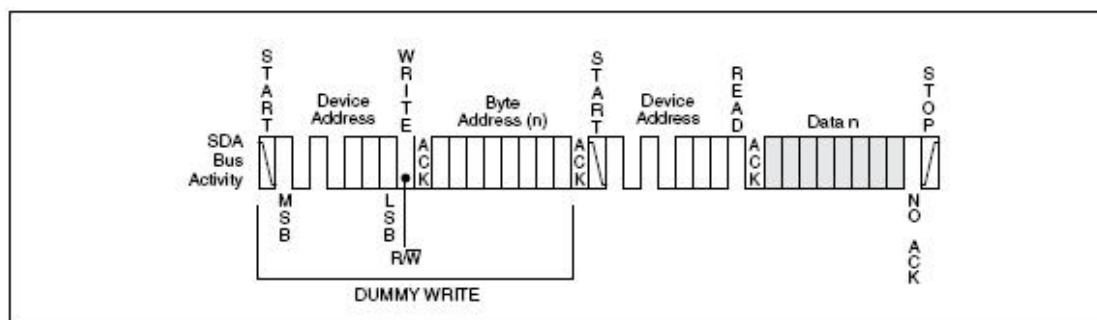 START
Device Address
WRITE
Byte Address (n)
START
Device Address
READ
Data n
STOP
SDA Bus Activity
ACK
ACK
ACK
MSB
LSB
R/W̅
NO ACK
DUMMY WRITE